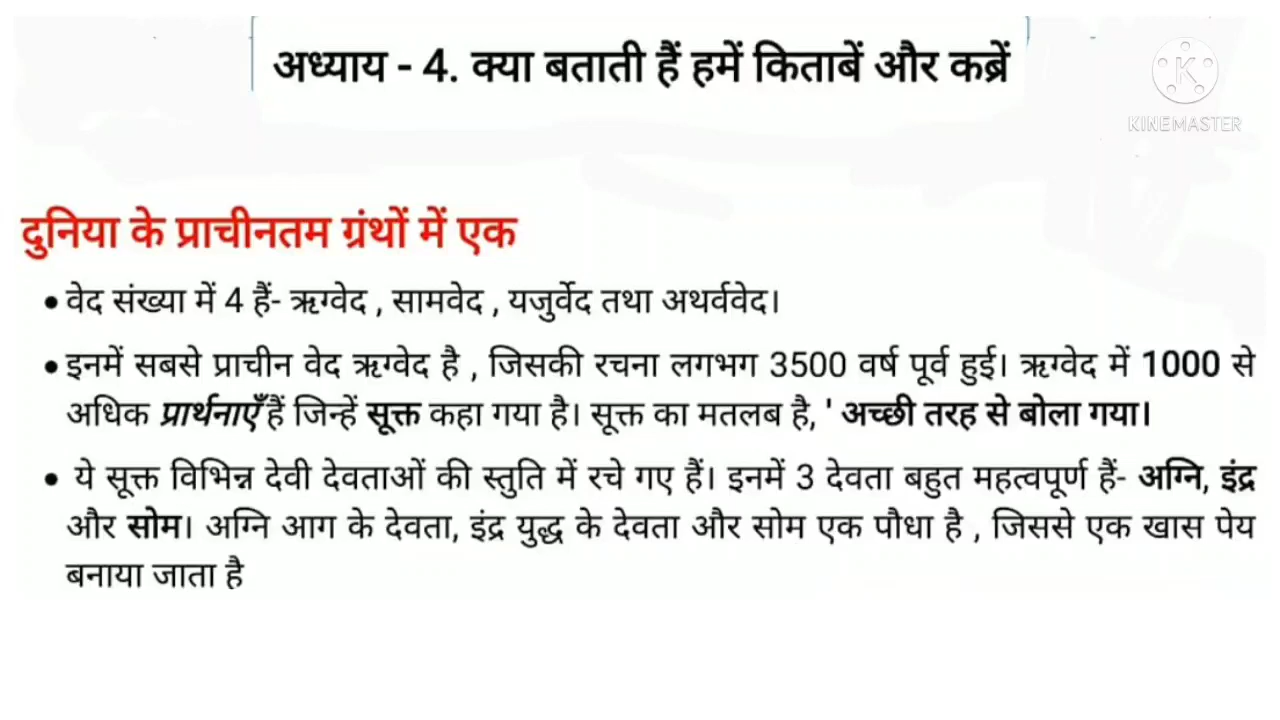 अध्याय - 4. क्या बताती हैं हमें किताबें और कब्रें
KINEMASTER
दुनिया के प्राचीनतम ग्रंथों में एक
• वेद संख्या में 4 हैं- ऋग्वेद , सामवेद , यजुर्वेद तथा अथर्ववेद।
• इनमें सबसे प्राचीन वेद ऋग्वेद है , जिसकी रचना लगभग 3500 वर्ष पूर्व हुई। ऋग्वेद में 1000 से
अधिक प्रार्थनाएँ हैं जिन्हें सूक्त कहा गया है। सूक्त का मतलब है, ' अच्छी तरह से बोला गया।
• ये सूक्त विभिन्न देवी देवताओं की स्तुति में रचे गए हैं। इनमें 3 देवता बहुत महत्वपूर्ण हैं- अग्नि, इंद्र
और सोम। अग्नि आग के देवता, इंद्र युद्ध के देवता और सोम एक पौधा है , जिससे एक खास पेय
बनाया जाता है